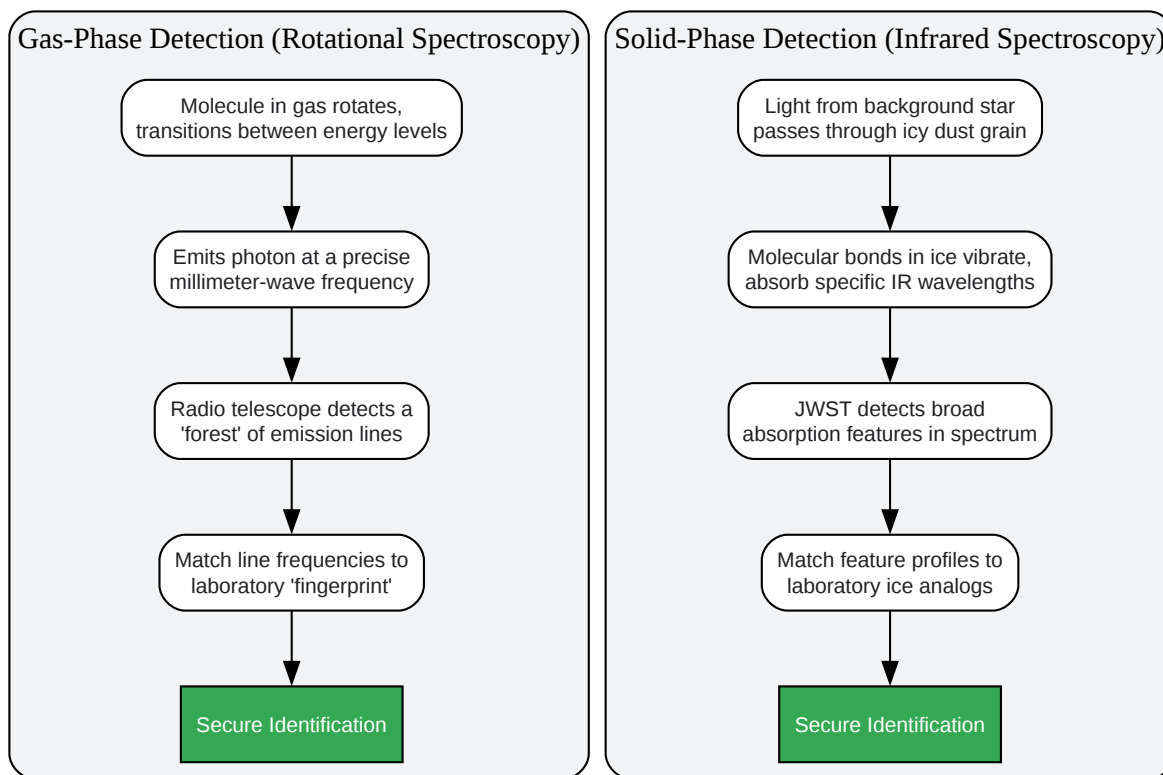 Gas-Phase Detection (Rotational Spectroscopy)
Molecule in gas rotates,
transitions between energy levels
Emits photon at a precise
millimeter-wave frequency
Radio telescope detects a
'forest' of emission lines
Match line frequencies to
laboratory 'fingerprint'
Secure Identification
Solid-Phase Detection (Infrared Spectroscopy)
Light from background star
passes through icy dust grain
Molecular bonds in ice vibrate,
absorb specific IR wavelengths
JWST detects broad
absorption features in spectrum
Match feature profiles to
laboratory ice analogs
Secure Identification